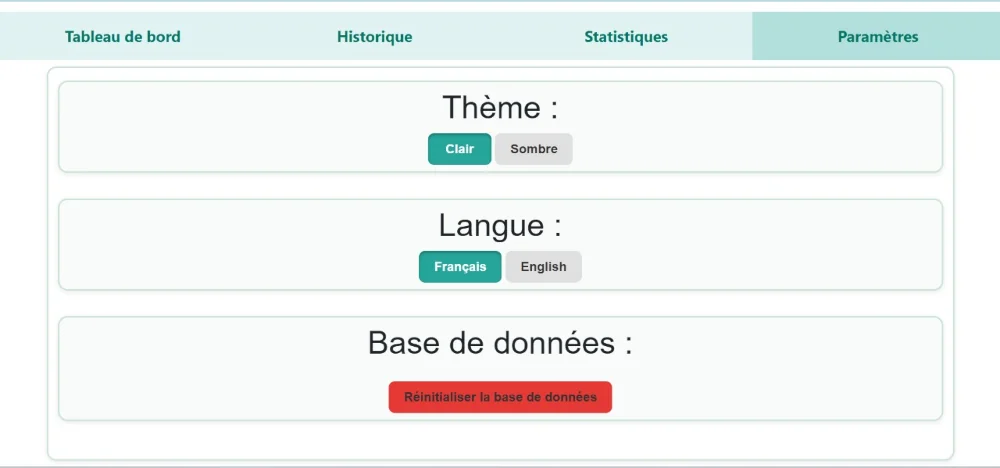 Tableau de bord Historique Statistiques Paramètres
Thème :
Clair Sombre
Langue :
Français English
Base de données :
Réinitialiser la base de données